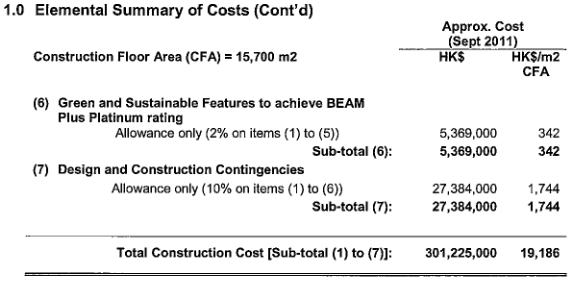 1.0 Elemental Summary of Costs (Cont'd)
Approx. Cost
(Sept 2011)
Construction Floor Area (CFA) = 15,700 m2 HK$ HK$/m2
CFA
(6) Green and Sustainable Features to achieve BEAM
Plus Platinum rating
Allowance only (2% on items (1) to (5)) 5,369,000 342
Sub-total (6): 5,369,000 342
(7) Design and Construction Contingencies
Allowance only (10% on items (1) to (6)) 27,384,000 1,744
Sub-total (7): 27,384,000 1,744
Total Construction Cost [Sub-total (1) to (7)]: 301,225,000 19,186